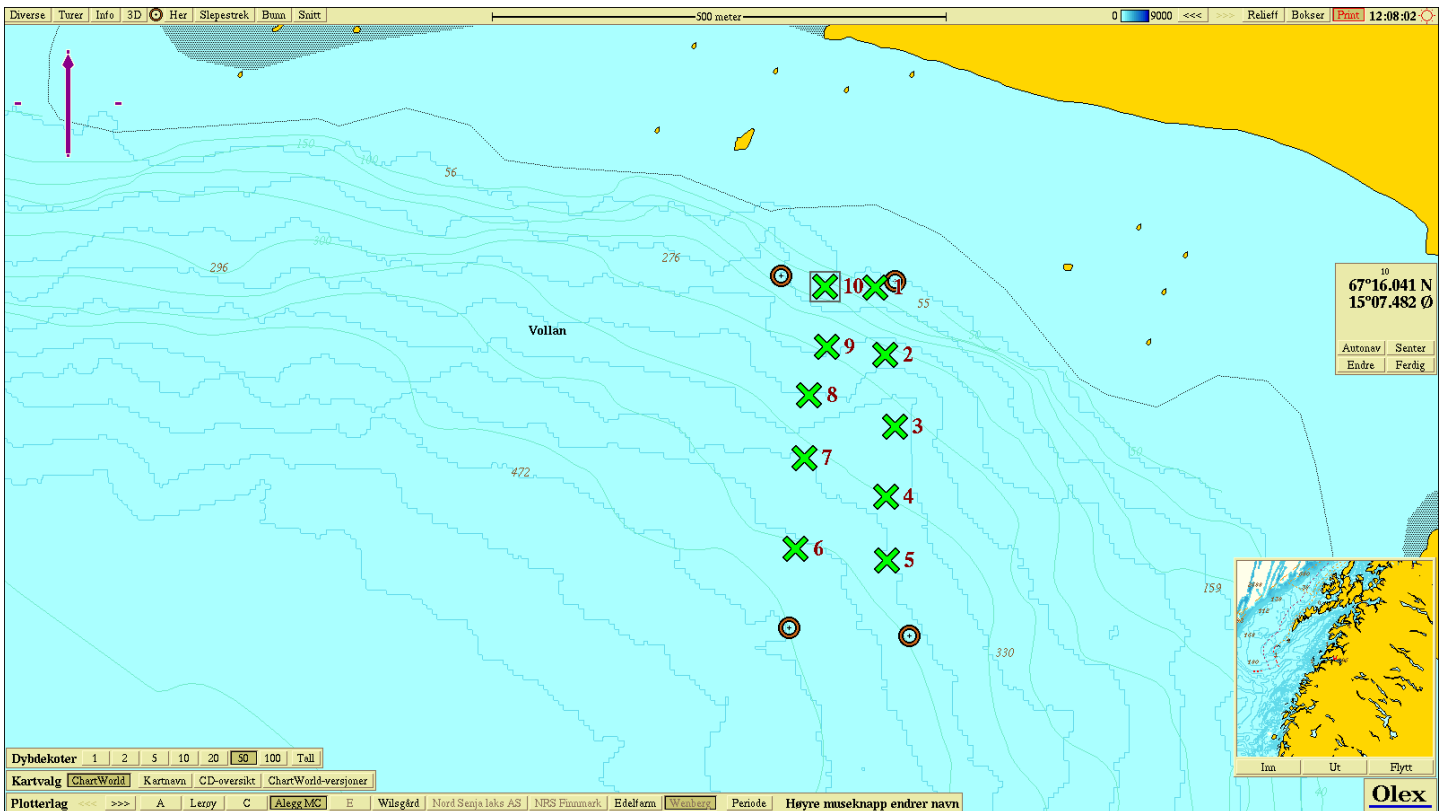 Diverse Turer Info 3D Her Slepestrek Bunn Snitt 500 meter 0 9000 <<< >>> Relieff Bokser Print 12:08:02
150
100
56
300
296
276
10
1
55
50
10
67°16.041 N
15°07.482 Ø
Vollan
9
2
Autonav Senter
Endre Ferdig
8
3
50
7
472
4
6
5
159
330
Inn Ut Flytt
Dybdekoter 1 2 5 10 20 50 100 Tall
Kartvalg ChartWorld Kartnavn CD-oversikt ChartWorld-versjoner
40
Olex
Plotterlag <<< >>> A Lerøy C Alegg MC E Wilsgård Nord Senja laks AS NRS Finnmark Edelfarm Wenberg Periode Høyre museknapp endrer navn